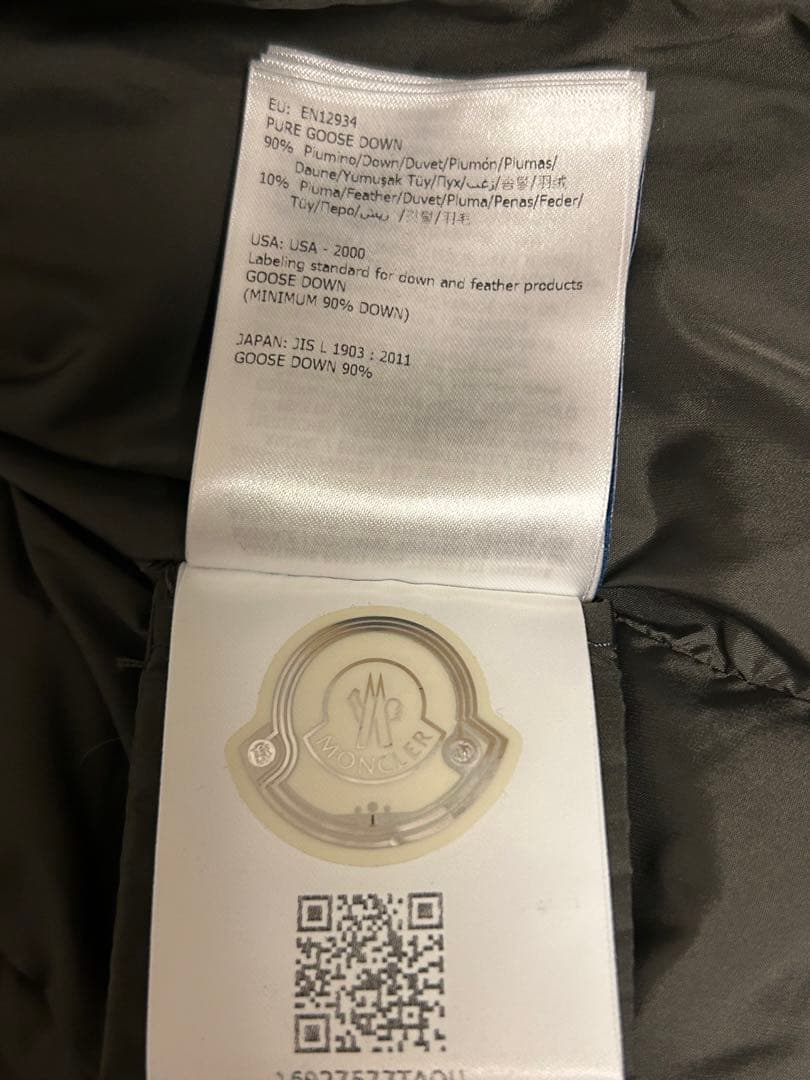 EU: EN12934
PURE GOOSE DOWN
90% Piumino/Down/Duvet/Plumón/Plumas/
Daune/Yumuşak Tüy/Пух/زغب/솜털/羽绒
10% Piuma/Feather/Duvet/Pluma/Penas/Feder/
Tüy/Перо/ريش /깃털/羽毛
USA: USA - 2000
Labeling standard for down and feather products
GOOSE DOWN
(MINIMUM 90% DOWN)
JAPAN: JIS L 1903 : 2011
GOOSE DOWN 90%
MONCLER